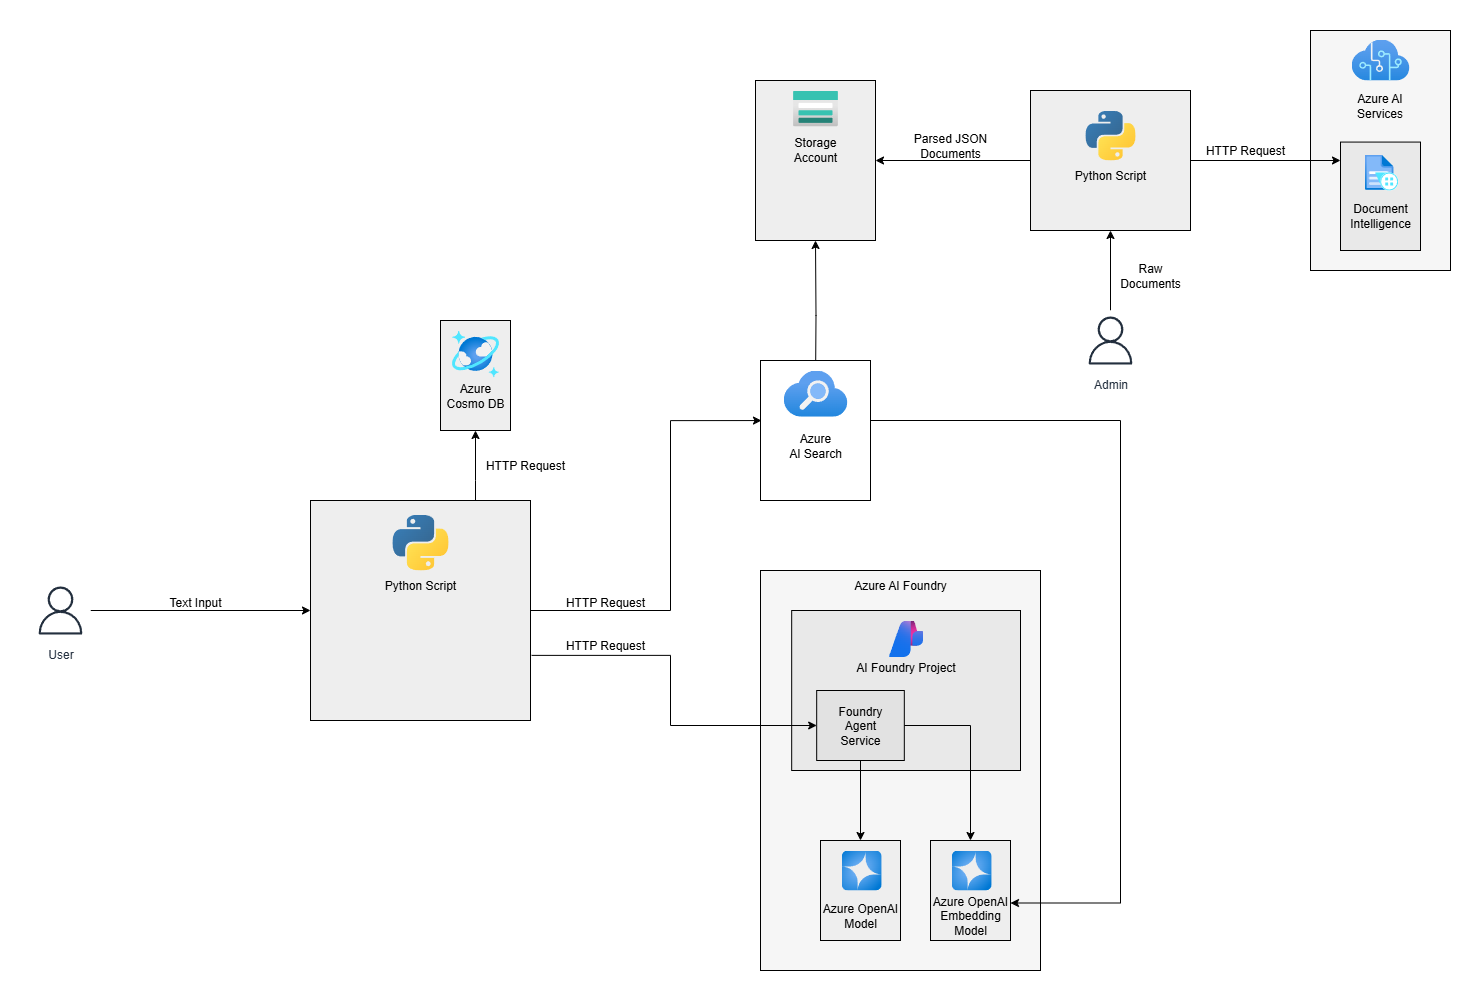 Azure AI
Services
Document
Intelligence
HTTP Request
Python Script
Parsed JSON
Documents
Storage
Account
Raw
Documents
Admin
Azure
Cosmo DB
HTTP Request
Azure
AI Search
Python Script
User
Text Input
HTTP Request
HTTP Request
Azure AI Foundry
AI Foundry Project
Foundry
Agent
Service
Azure OpenAI
Model
Azure OpenAI
Embedding
Model